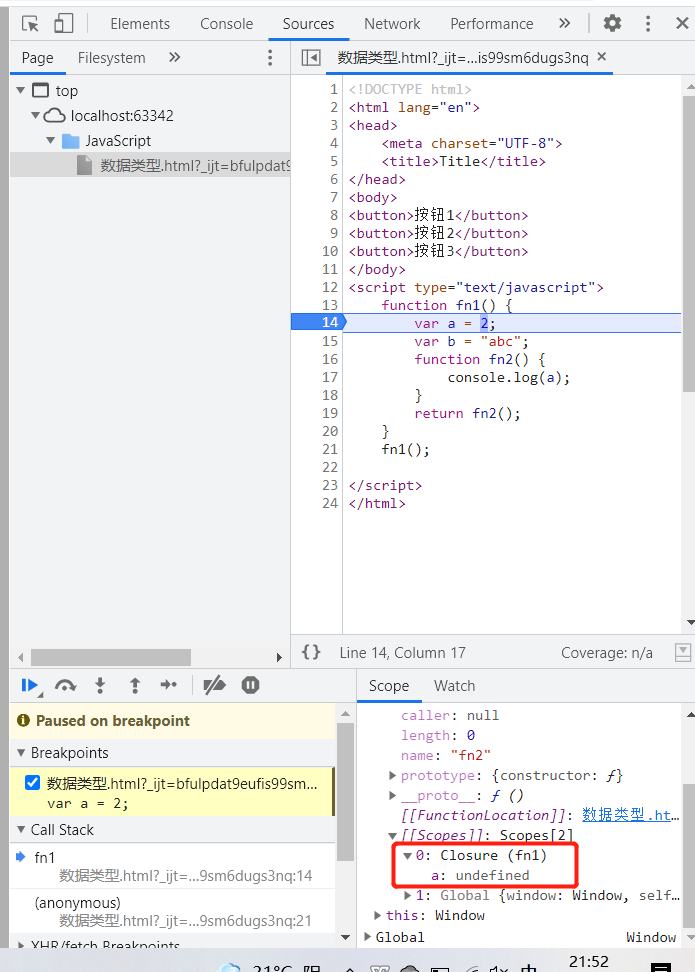 Elements Console Sources Network Performance »
Page Filesystem »
数据类型.html?_ijt=...is99sm6dugs3nq ×
top
localhost:63342
JavaScript
数据类型.html?_ijt=bfulpdat9
1 <!DOCTYPE html>
2 <html lang="en">
3 <head>
4 <meta charset="UTF-8">
5 <title>Title</title>
6 </head>
7 <body>
8 <button>按钮1</button>
9 <button>按钮2</button>
10 <button>按钮3</button>
11 </body>
12 <script type="text/javascript">
13 function fn1() {
14 var a = 2;
15 var b = "abc";
16 function fn2() {
17 console.log(a);
18 }
19 return fn2();
20 }
21 fn1();
22
23 </script>
24 </html>
{} Line 14, Column 17 Coverage: n/a
Paused on breakpoint
Breakpoints
数据类型.html?_ijt=bfulpdat9eufis99sm...
var a = 2;
Call Stack
fn1
数据类型.html?_ijt=...9sm6dugs3nq:14
(anonymous)
数据类型.html?_ijt=...9sm6dugs3nq:21
XHR/fetch Breakpoints
Scope Watch
caller: null
length: 0
name: "fn2"
prototype: {constructor: ƒ}
__proto__: ƒ ()
[[FunctionLocation]]: 数据类型.ht...
[[Scopes]]: Scopes[2]
0: Closure (fn1)
a: undefined
1: Global {window: Window, self...
this: Window
Global Window
中
21:52